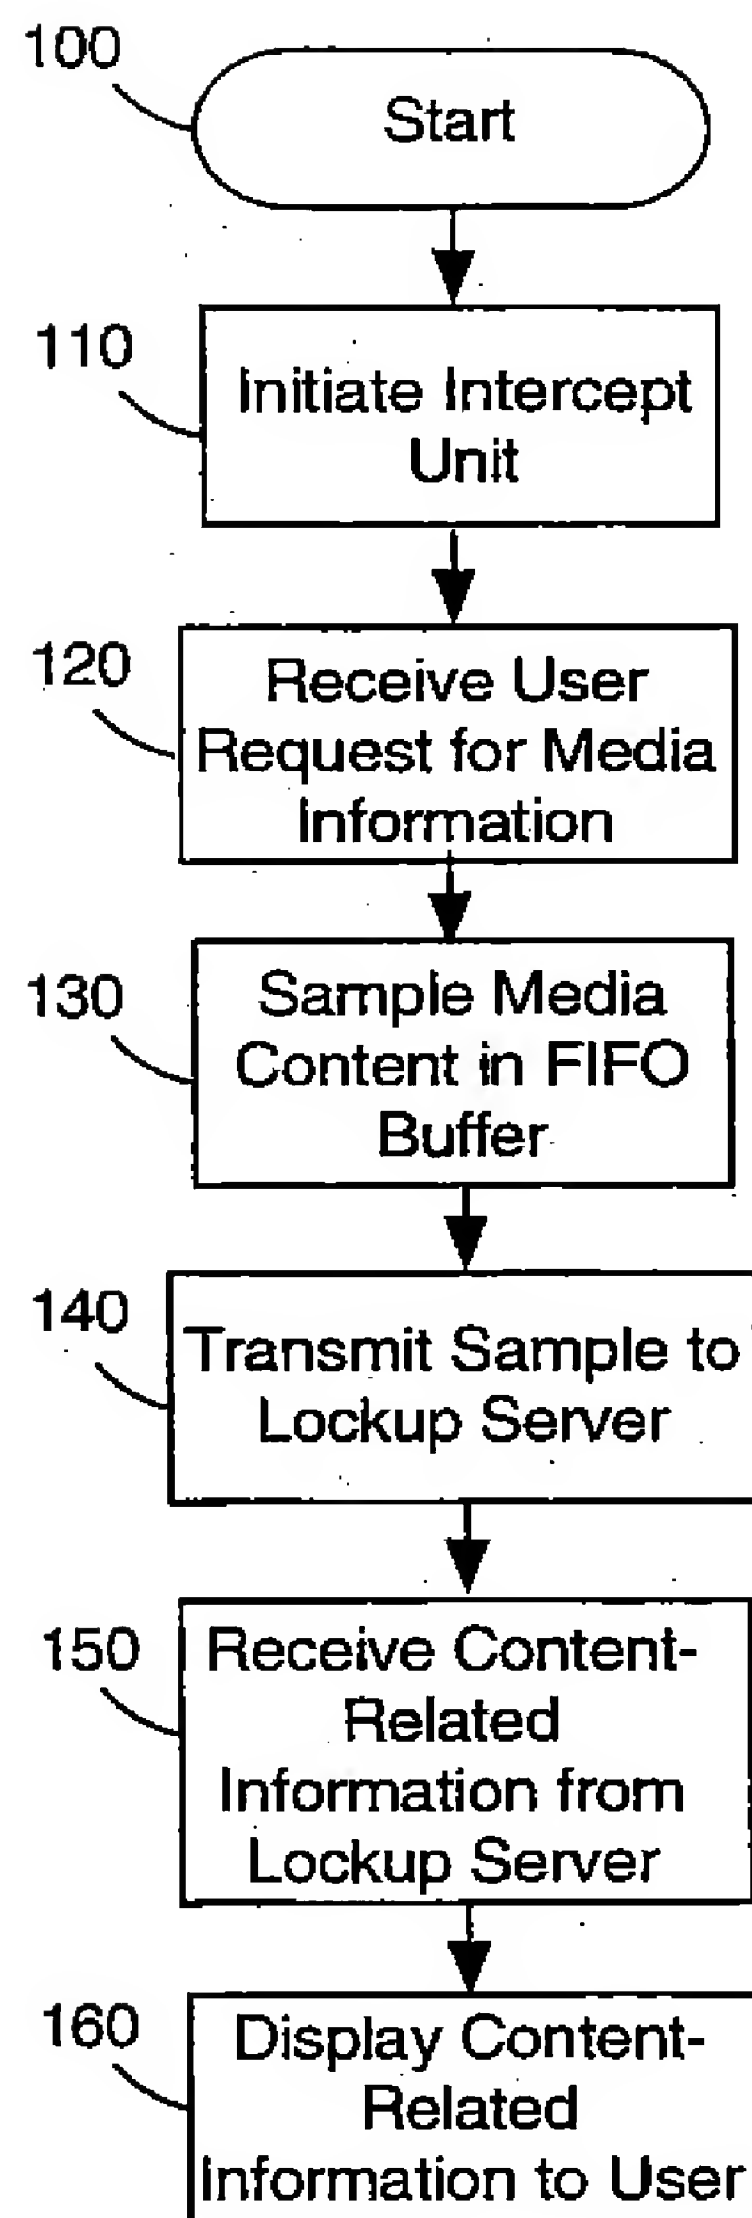 100
Start
110
Initiate Intercept
Unit
120
Receive User
Request for Media
Information
130
Sample Media
Content in FIFO
Buffer
140
Transmit Sample to
Lockup Server
150
Receive Content-
Related
Information from
Lockup Server
160
Display Content-
Related
Information to User